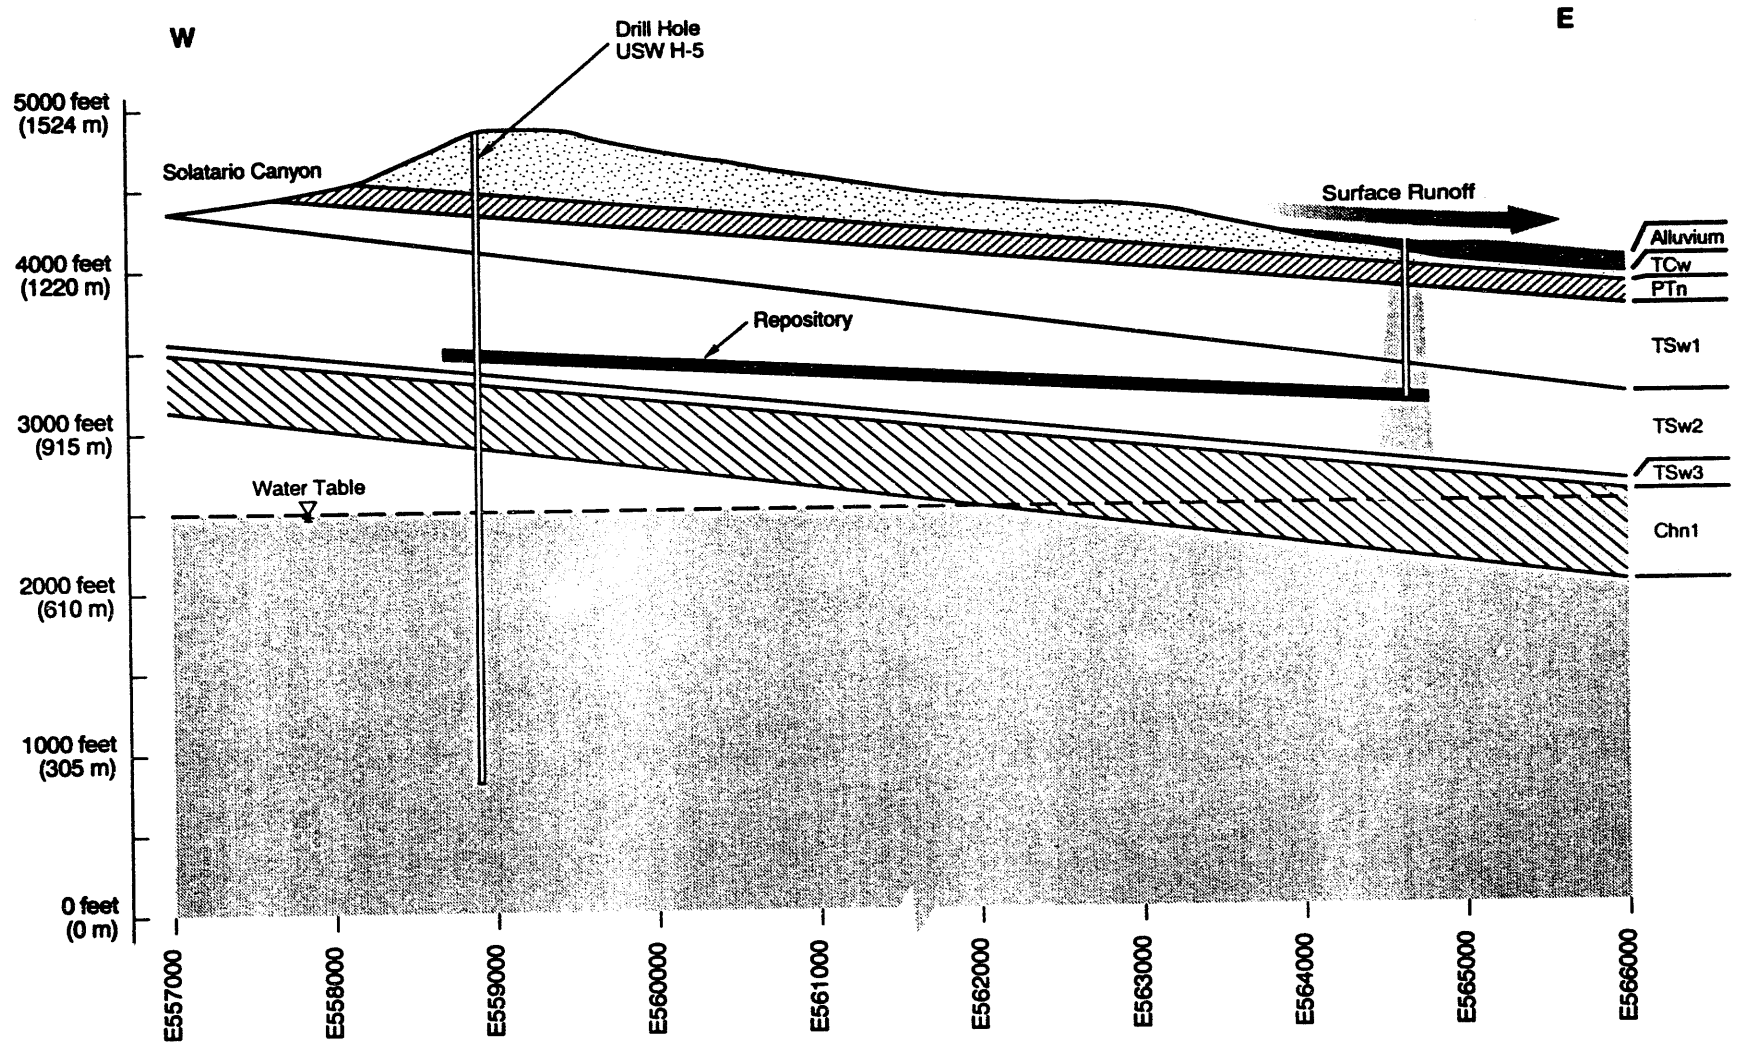 W
E
Drill Hole
USW H-5
5000 feet
(1524 m)
Solatario Canyon
Surface Runoff
Alluvium
4000 feet
(1220 m)
TCw
PTn
Repository
TSw1
3000 feet
(915 m)
TSw2
TSw3
Water Table
Chn1
2000 feet
(610 m)
1000 feet
(305 m)
0 feet
(0 m)
E557000
E558000
E559000
E560000
E561000
E562000
E563000
E564000
E565000
E566000